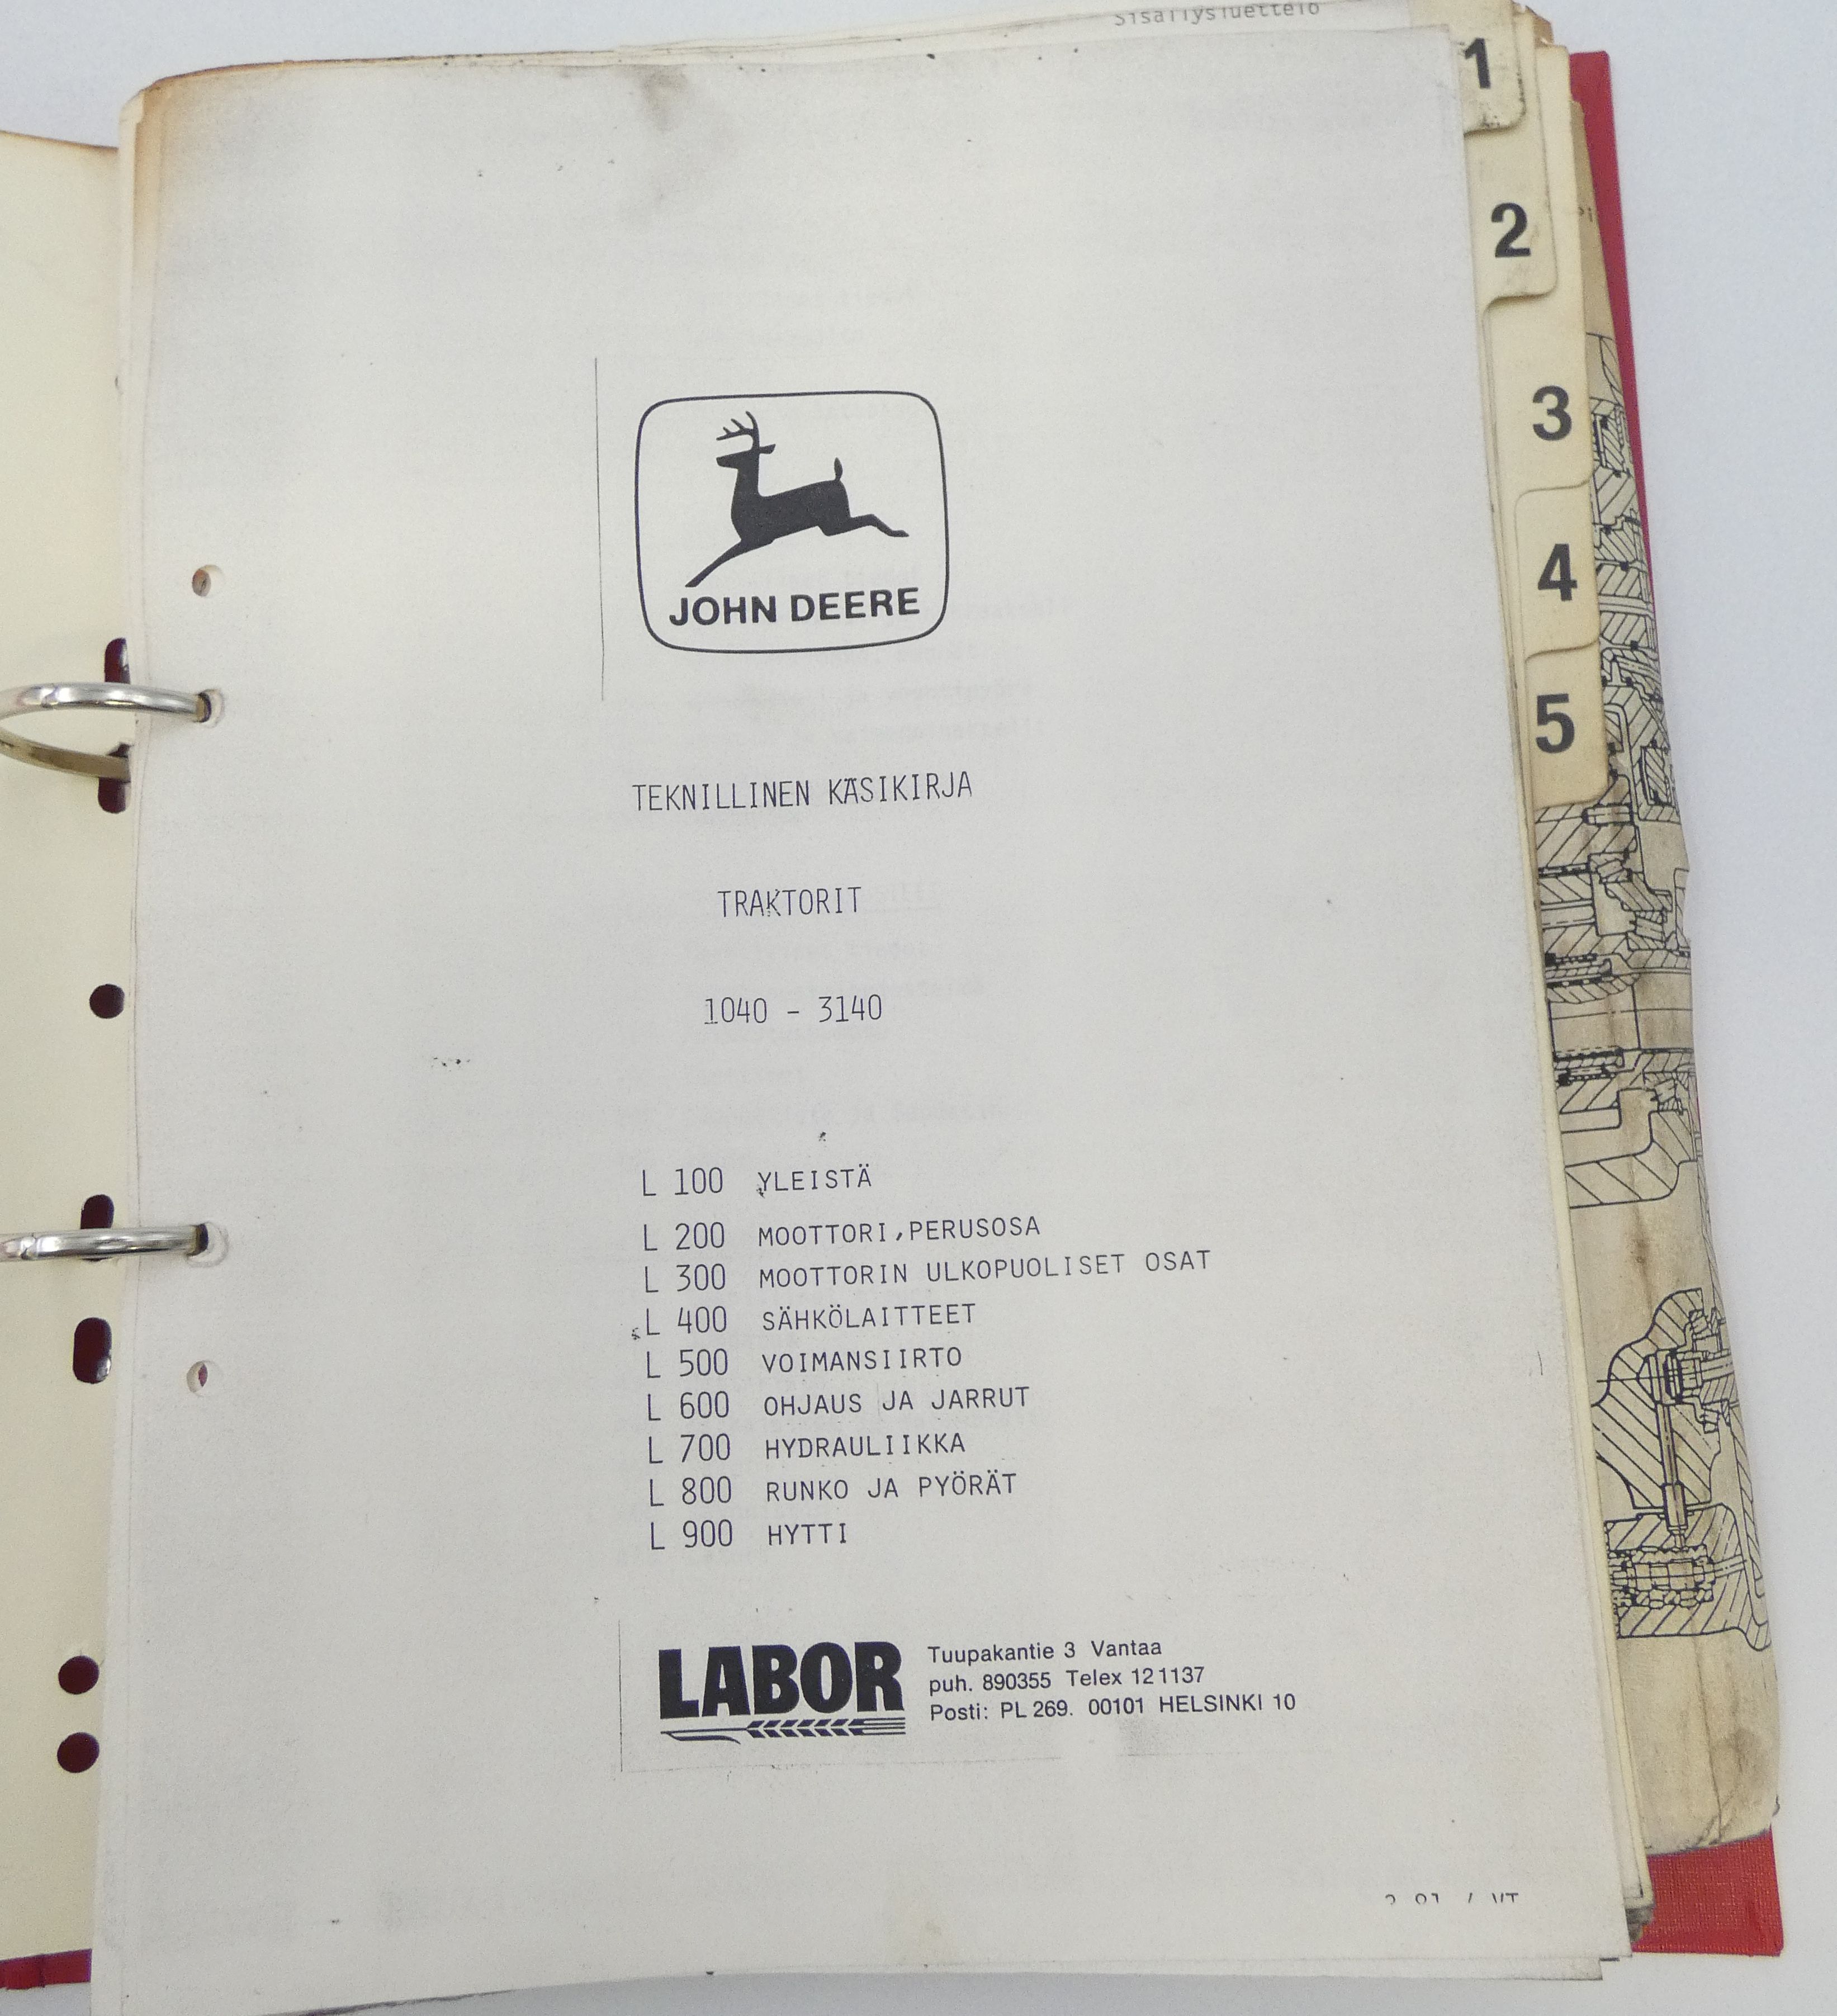 Sisällysluettelo
1
2
3
4
5
JOHN DEERE
TEKNILLINEN KÄSIKIRJA
TRAKTORIT
1040 - 3140
L 100 YLEISTÄ
L 200 MOOTTORI,PERUSOSA
L 300 MOOTTORIN ULKOPUOLISET OSAT
L 400 SÄHKÖLAITTEET
L 500 VOIMANSIIRTO
L 600 OHJAUS JA JARRUT
L 700 HYDRAULIIKKA
L 800 RUNKO JA PYÖRÄT
L 900 HYTTI
LABOR
Tuupakantie 3 Vantaa
puh. 890355 Telex 121137
Posti: PL 269. 00101 HELSINKI 10